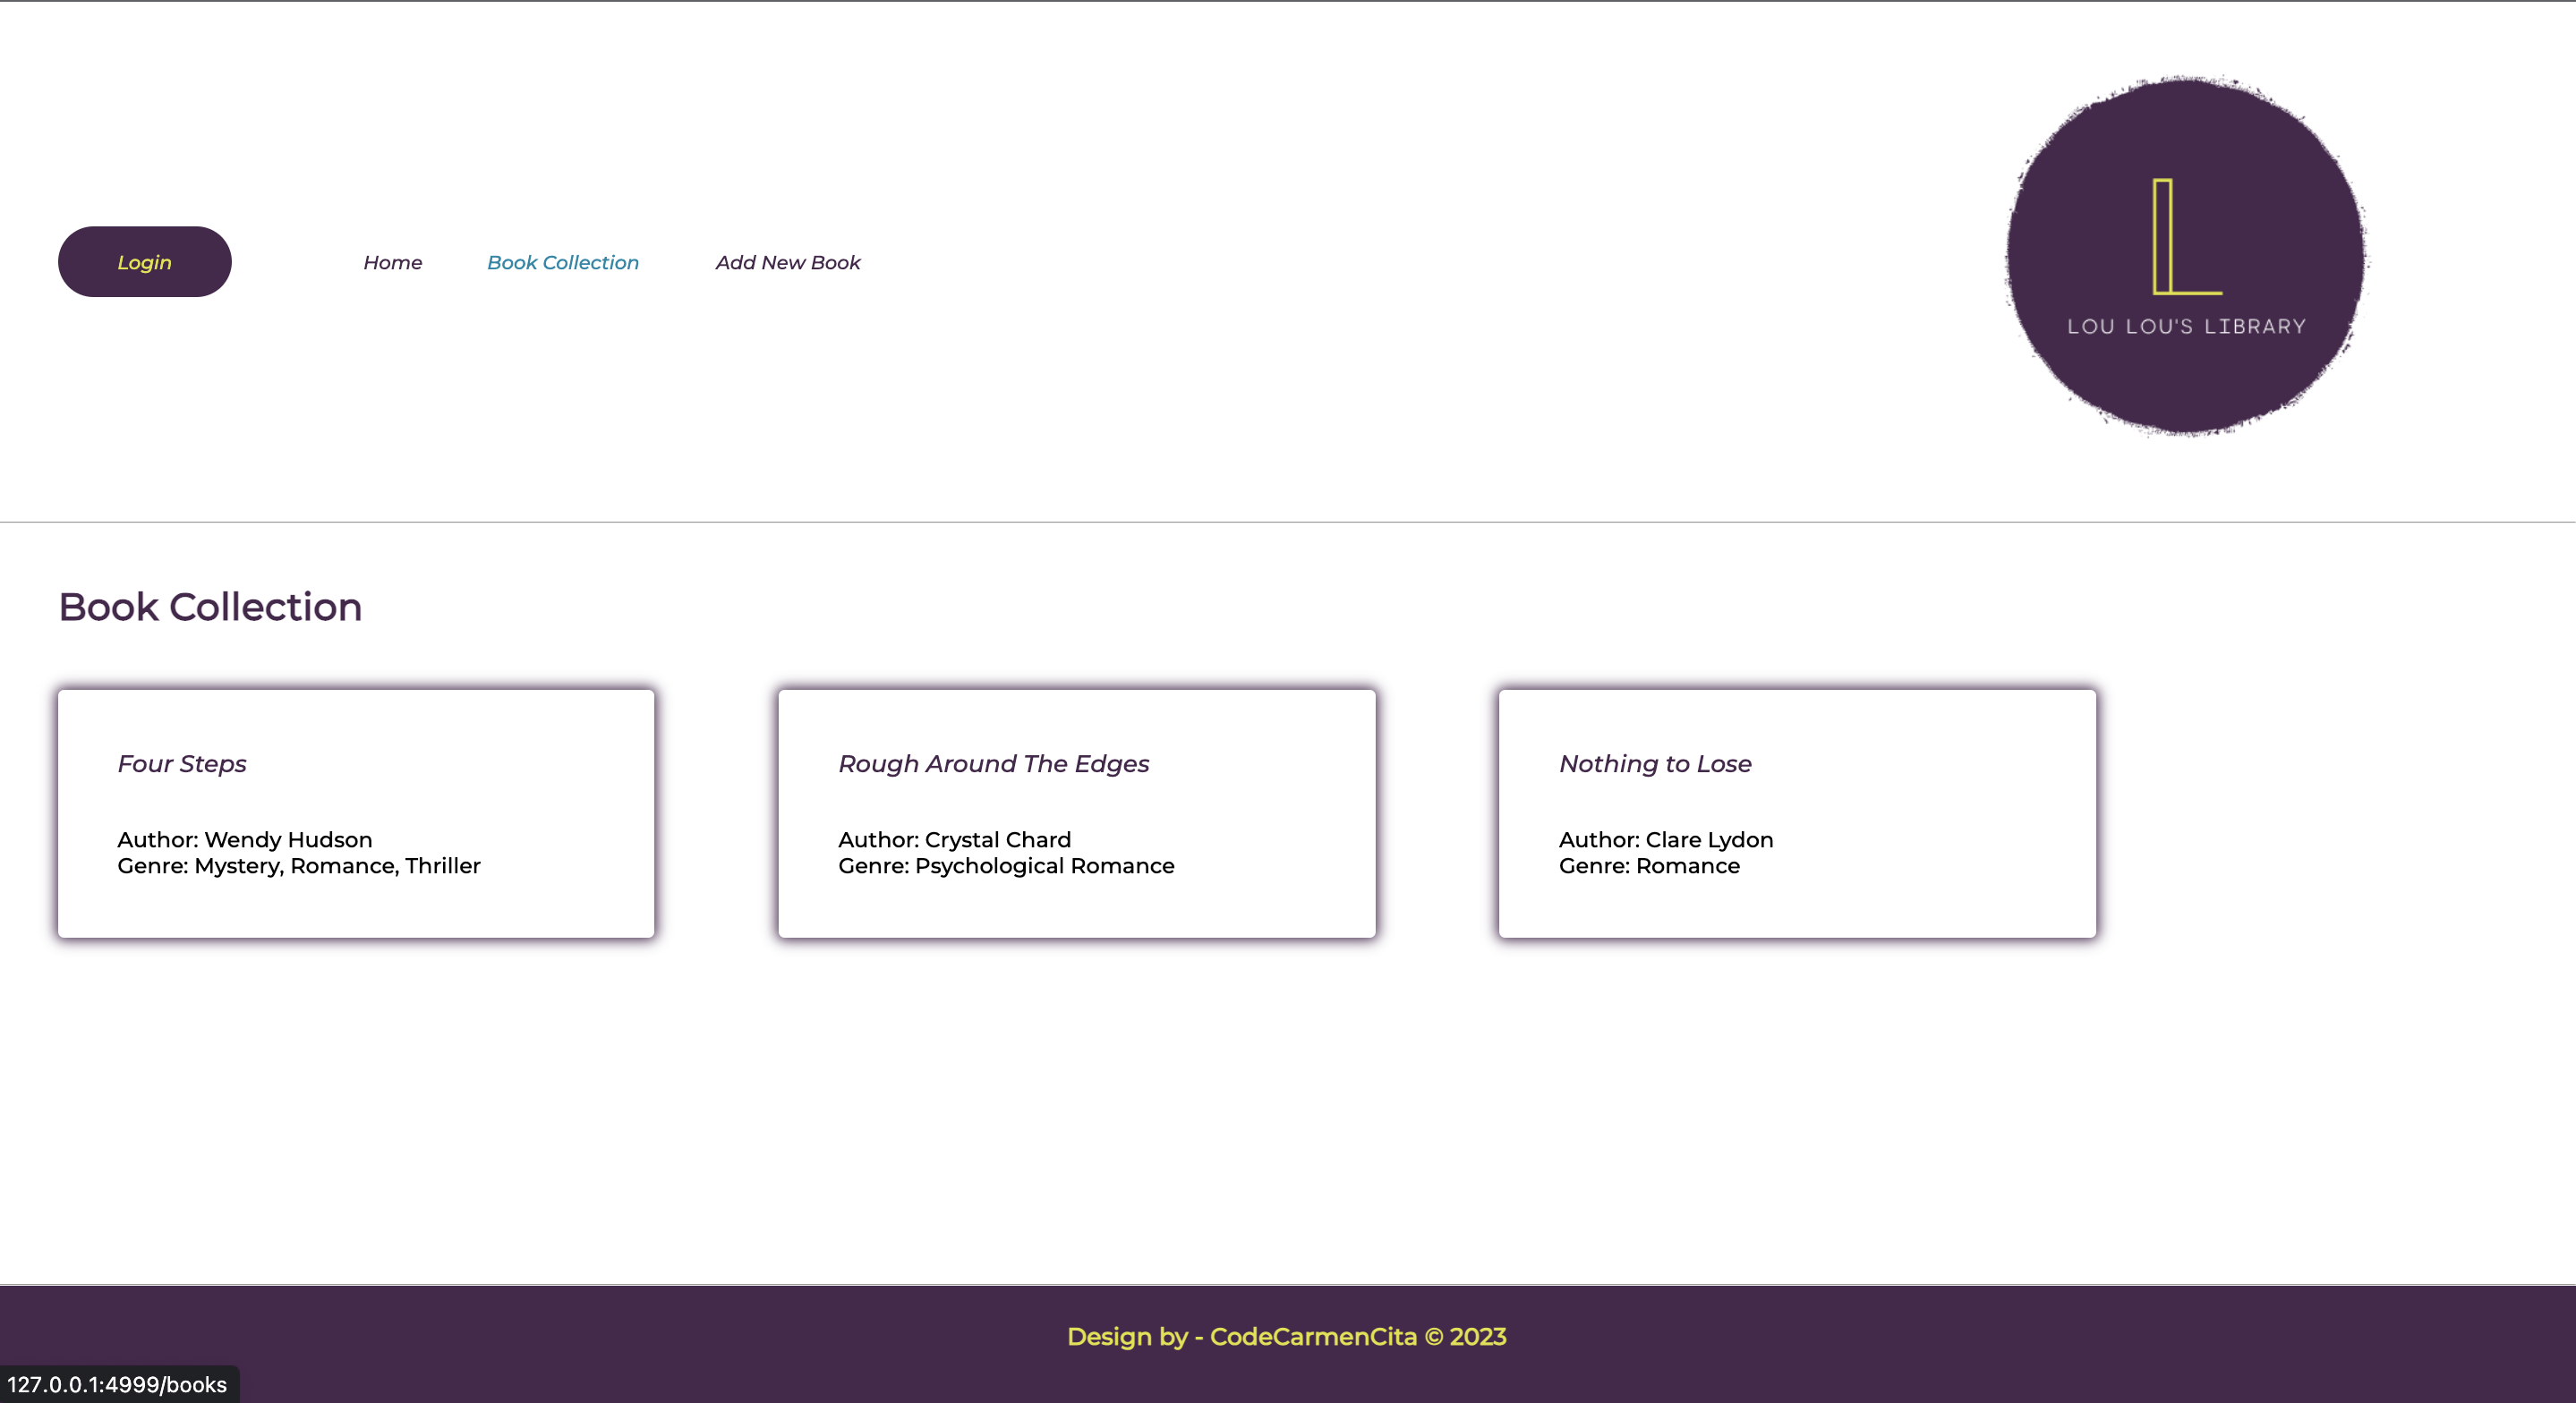 Login Home Book Collection Add New Book
L
LOU LOU'S LIBRARY
Book Collection
Four Steps
Author: Wendy Hudson
Genre: Mystery, Romance, Thriller
Rough Around The Edges
Author: Crystal Chard
Genre: Psychological Romance
Nothing to Lose
Author: Clare Lydon
Genre: Romance
Design by - CodeCarmenCita © 2023
127.0.0.1:4999/books